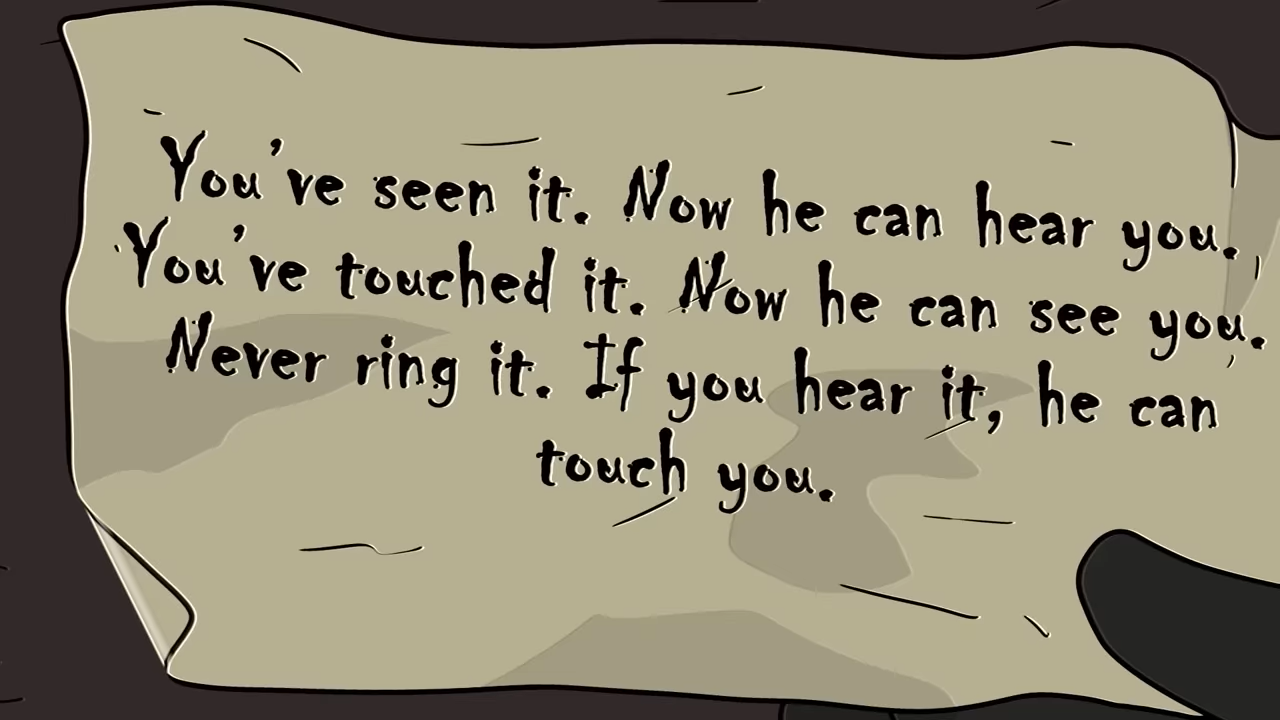 You've seen it. Now he can hear you.
You've touched it. Now he can see you.
Never ring it. If you hear it, he can
touch you.